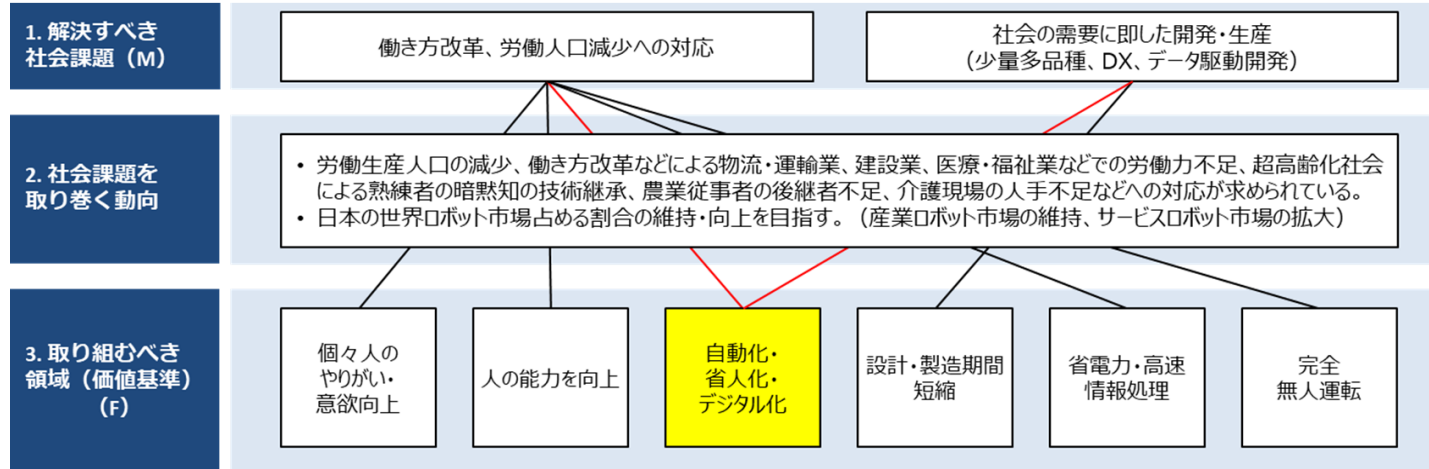 1. 解決すべき
社会課題（M）
働き方改革、労働人口減少への対応
社会の需要に即した開発・生産
（少量多品種、DX、データ駆動開発）
2. 社会課題を
取り巻く動向
• 労働生産人口の減少、働き方改革などによる物流・運輸業、建設業、医療・福祉業などでの労働力不足、超高齢化社会
による熟練者の暗黙知の技術継承、農業従事者の後継者不足、介護現場の人手不足などへの対応が求められている。
• 日本の世界ロボット市場占める割合の維持・向上を目指す。（産業ロボット市場の維持、サービスロボット市場の拡大）
3. 取り組むべき
領域（価値基準）
（F）
個々人の
やりがい・
意欲向上
人の能力を向上
自動化・
省人化・
デジタル化
設計・製造期間
短縮
省電力・高速
情報処理
完全
無人運転